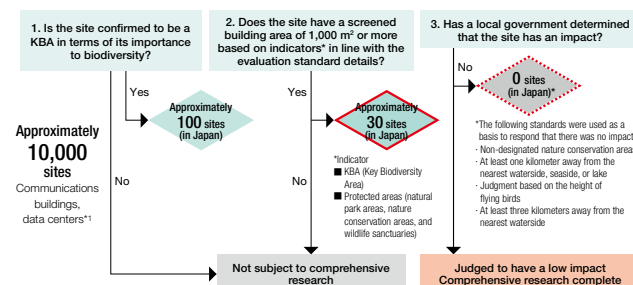 1. Is the site confirmed to be a
KBA in terms of its importance
to biodiversity?
2. Does the site have a screened
building area of 1,000 m² or more
based on indicators* in line with the
evaluation standard details?
3. Has a local government determined
that the site has an impact?
Yes
Approximately
100 sites
(in Japan)
Yes
Approximately
30 sites
(in Japan)
No
0 sites
(in Japan)*
Approximately
10,000
sites
Communications
buildings,
data centers*1
No
No
*Indicator
■ KBA (Key Biodiversity
Area)
■ Protected areas (natural
park areas, nature
conservation areas, and
wildlife sanctuaries)
*The following standards were used as a
basis to respond that there was no impact
· Non-designated nature conservation areas
· At least one kilometer away from the
nearest waterside, seaside, or lake
· Judgment based on the height of
flying birds
· At least three kilometers away from the
nearest waterside
Not subject to comprehensive
research
Judged to have a low impact
Comprehensive research complete